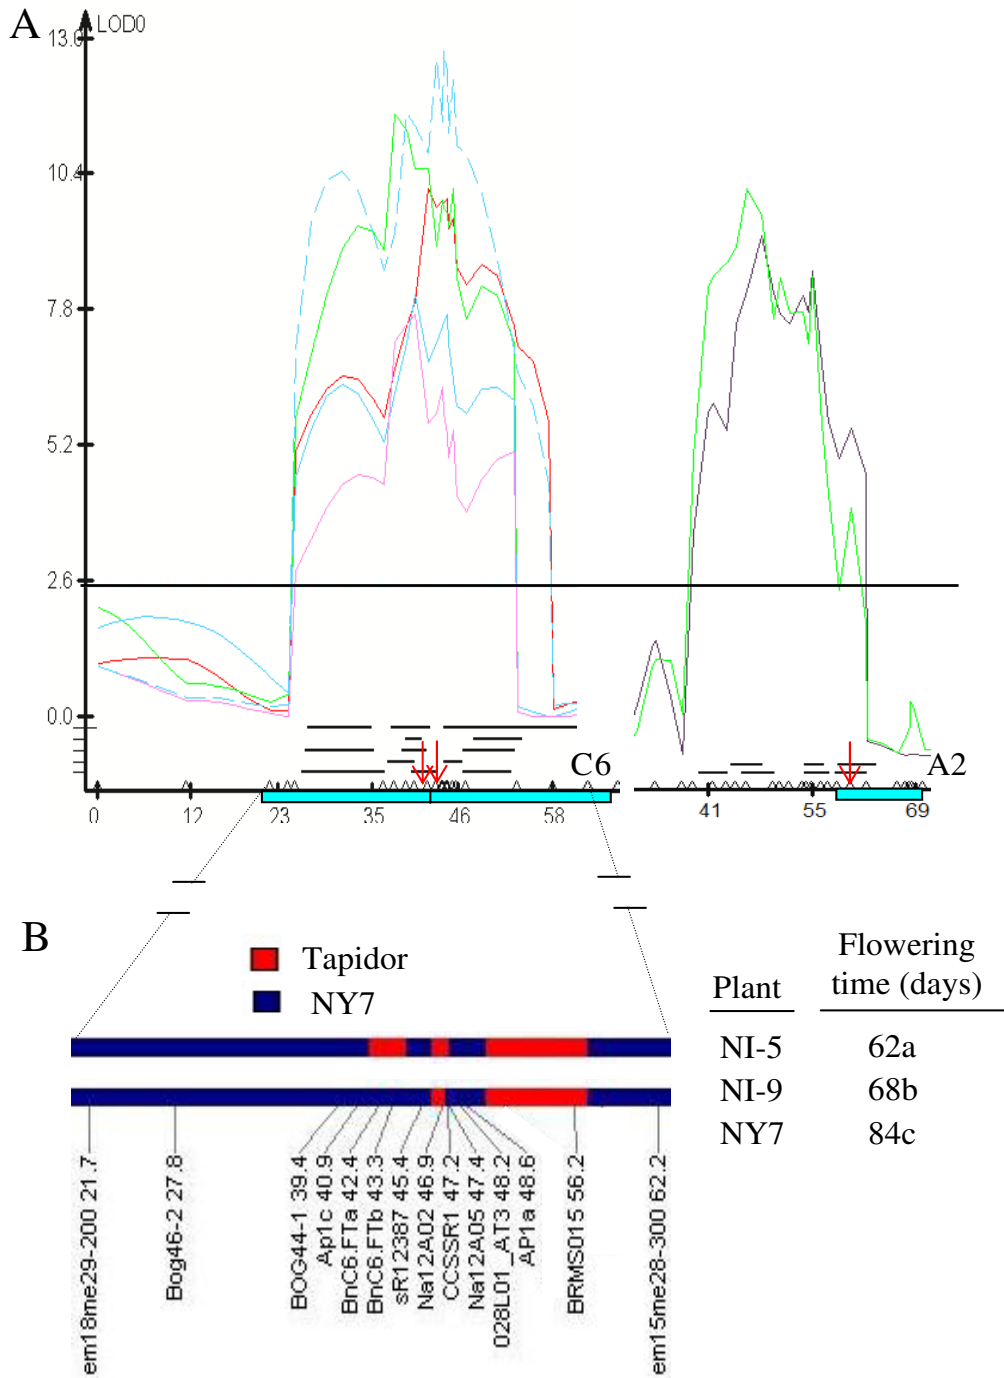 A
LOD0
13.0
10.4
7.8
5.2
2.6
0.0
C6
A2
0 12 23 35 46 58
41 55 69
B
Tapidor
NY7
Plant
Flowering
time (days)
NI-5 62a
NI-9 68b
NY7 84c
em18me29-200 21.7
Bog46-2 27.8
BOG44-1 39.4
Ap1c 40.9
BnC6.FTa 42.4
BnC6.FTb 43.3
sR12387 45.4
Na12A02 46.9
CCSSR1 47.2
Na12A05 47.4
028L01_AT3 48.2
AP1a 48.6
BRMS015 56.2
em15me28-300 62.2